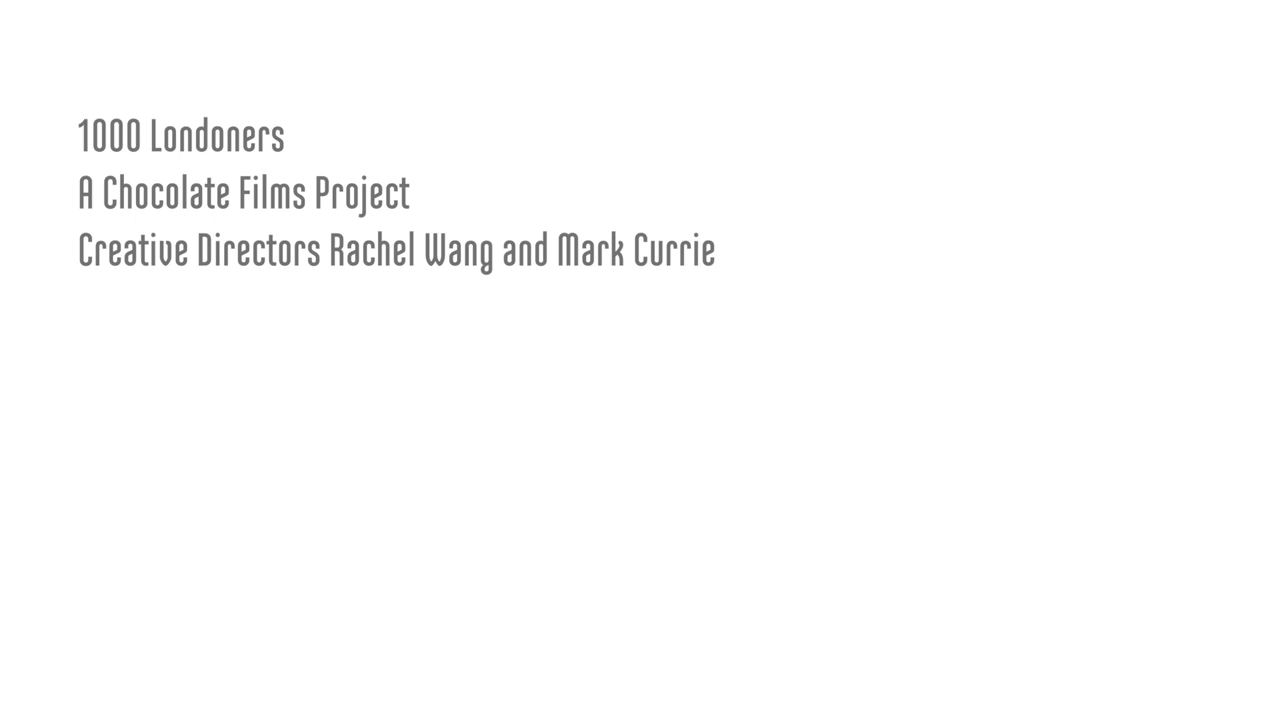 1000 Londoners
A Chocolate Films Project
Creative Directors Rachel Wang and Mark Currie